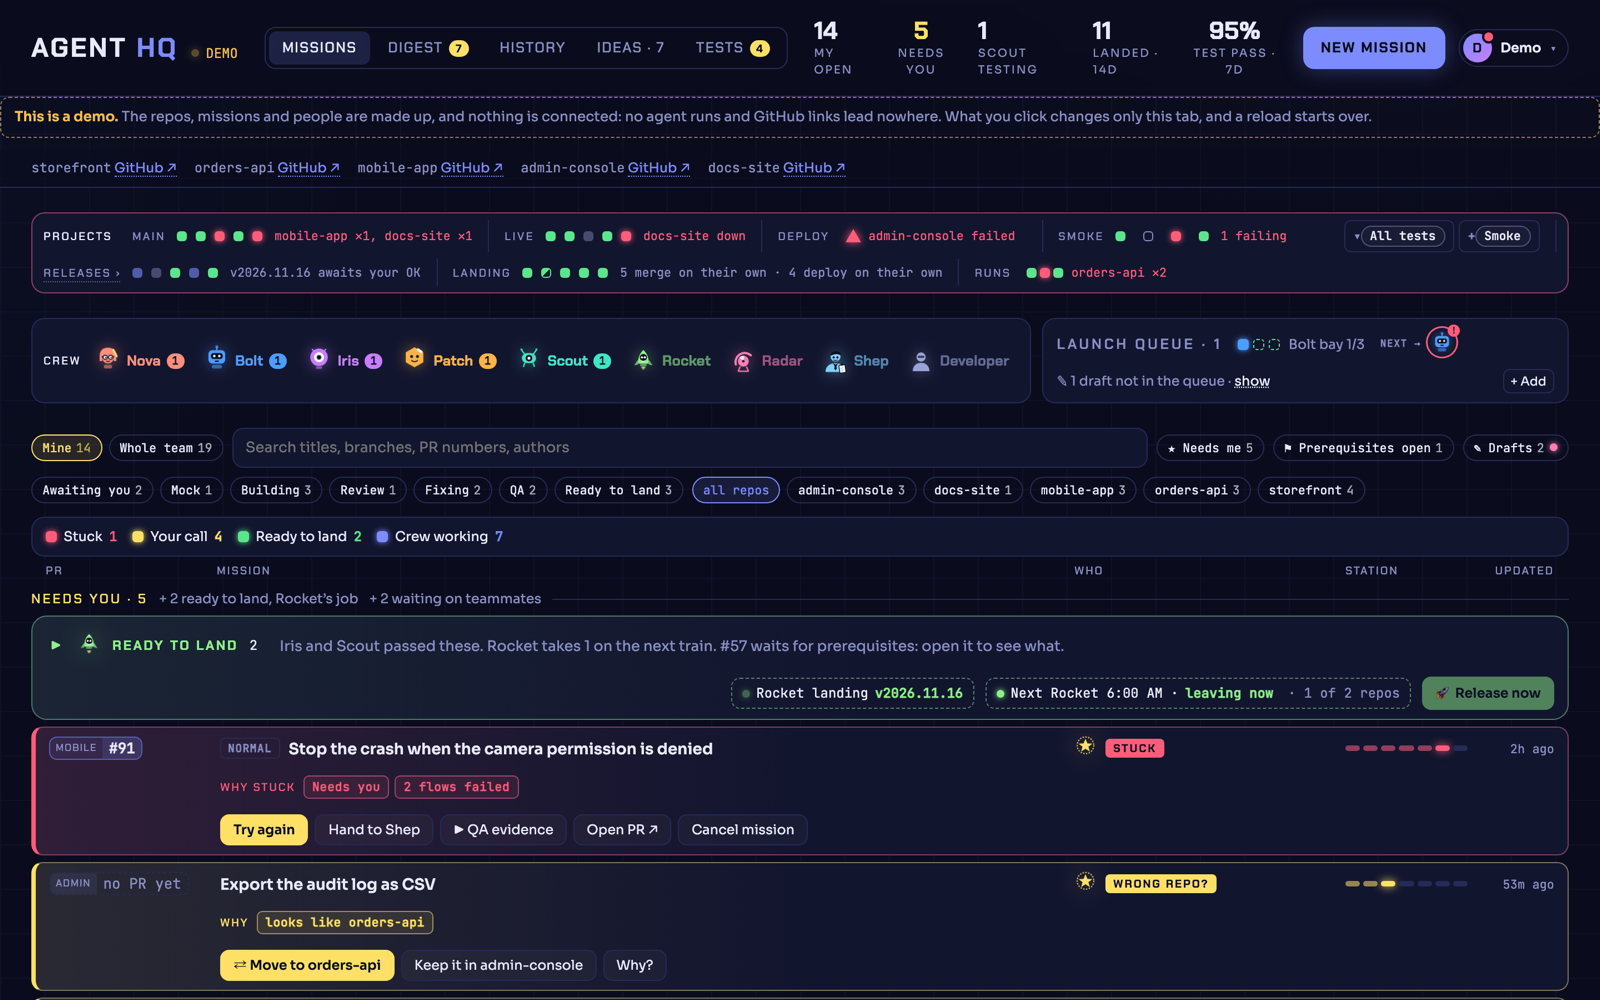 AGENT HQ DEMO MISSIONS DIGEST 7 HISTORY IDEAS · 7 TESTS 4
14 MY OPEN
5 NEEDS YOU
1 SCOUT TESTING
11 LANDED · 14D
95% TEST PASS · 7D
NEW MISSION
D Demo
This is a demo. The repos, missions and people are made up, and nothing is connected: no agent runs and GitHub links lead nowhere. What you click changes only this tab, and a reload starts over.
storefront GitHub ↗ orders-api GitHub ↗ mobile-app GitHub ↗ admin-console GitHub ↗ docs-site GitHub ↗
PROJECTS MAIN mobile-app ×1, docs-site ×1 LIVE docs-site down DEPLOY admin-console failed SMOKE 1 failing ▾ All tests + Smoke
RELEASES › v2026.11.16 awaits your OK LANDING 5 merge on their own · 4 deploy on their own RUNS orders-api ×2
CREW Nova 1 Bolt 1 Iris 1 Patch 1 Scout 1 Rocket Radar Shep Developer
LAUNCH QUEUE · 1 Bolt bay 1/3 NEXT → !
✎ 1 draft not in the queue · show + Add
Mine 14 Whole team 19 Search titles, branches, PR numbers, authors ★ Needs me 5 ⚑ Prerequisites open 1 ✎ Drafts 2
Awaiting you 2 Mock 1 Building 3 Review 1 Fixing 2 QA 2 Ready to land 3 all repos admin-console 3 docs-site 1 mobile-app 3 orders-api 3 storefront 4
Stuck 1 Your call 4 Ready to land 2 Crew working 7
PR MISSION WHO STATION UPDATED
NEEDS YOU · 5 + 2 ready to land, Rocket's job + 2 waiting on teammates
▶ READY TO LAND 2 Iris and Scout passed these. Rocket takes 1 on the next train. #57 waits for prerequisites: open it to see what.
Rocket landing v2026.11.16 Next Rocket 6:00 AM · leaving now · 1 of 2 repos 🚀 Release now
MOBILE #91 NORMAL Stop the crash when the camera permission is denied STUCK 2h ago
WHY STUCK Needs you 2 flows failed
Try again Hand to Shep ▶ QA evidence Open PR ↗ Cancel mission
ADMIN no PR yet Export the audit log as CSV WRONG REPO? 53m ago
WHY looks like orders-api
⇄ Move to orders-api Keep it in admin-console Why?